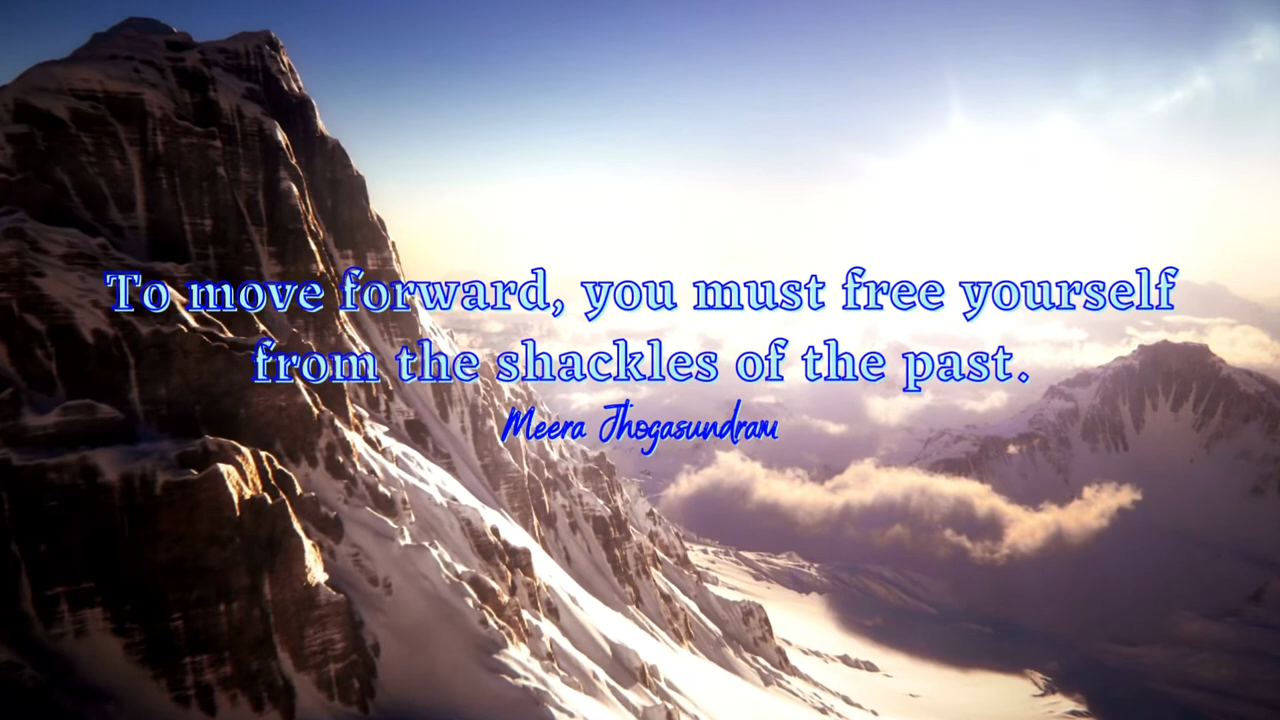 To move forward, you must free yourself
from the shackles of the past.
Meera Jhogasundram